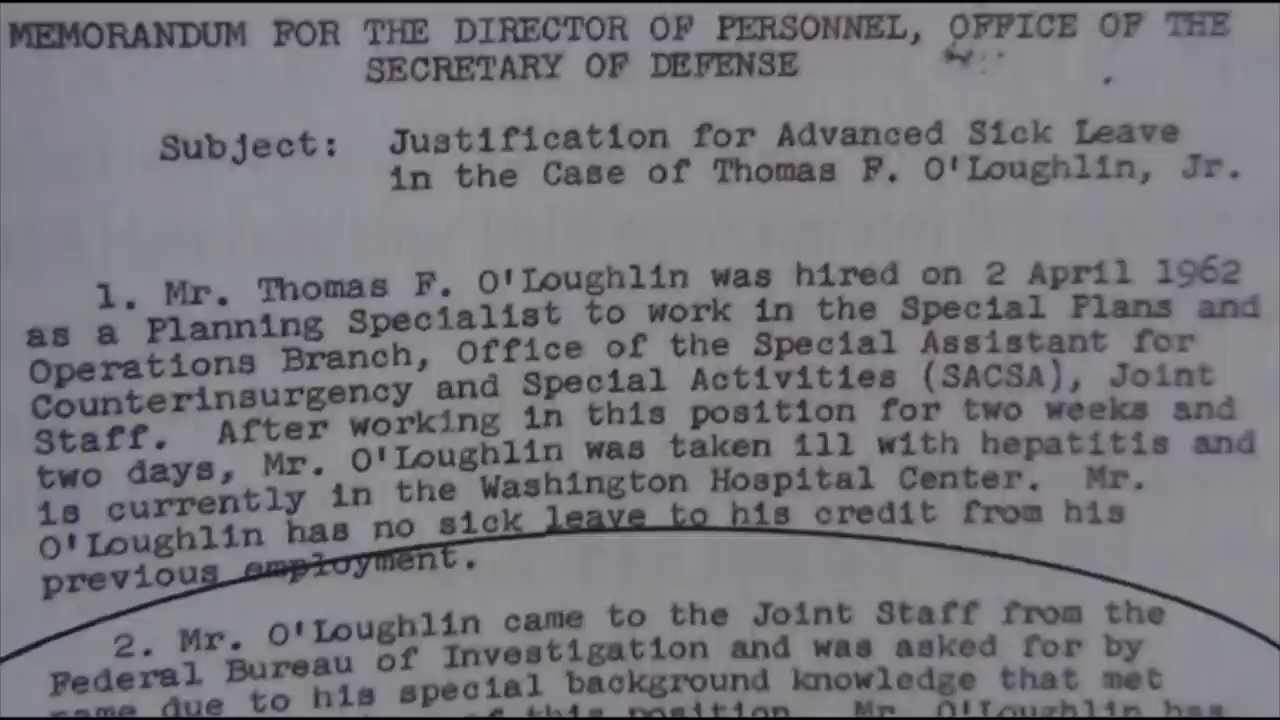 MEMORANDUM FOR THE DIRECTOR OF PERSONNEL, OFFICE OF THE
SECRETARY OF DEFENSE
Subject: Justification for Advanced Sick Leave
in the Case of Thomas F. O'Loughlin, Jr.
1. Mr. Thomas F. O'Loughlin was hired on 2 April 1962
as a Planning Specialist to work in the Special Plans and
Operations Branch, Office of the Special Assistant for
Counterinsurgency and Special Activities (SACSA), Joint
Staff. After working in this position for two weeks and
two days, Mr. O'Loughlin was taken ill with hepatitis and
is currently in the Washington Hospital Center. Mr.
O'Loughlin has no sick leave to his credit from his
previous employment.
2. Mr. O'Loughlin came to the Joint Staff from the
Federal Bureau of Investigation and was asked for by
name due to his special background knowledge that met
of this position. Mr. O'Loughlin has